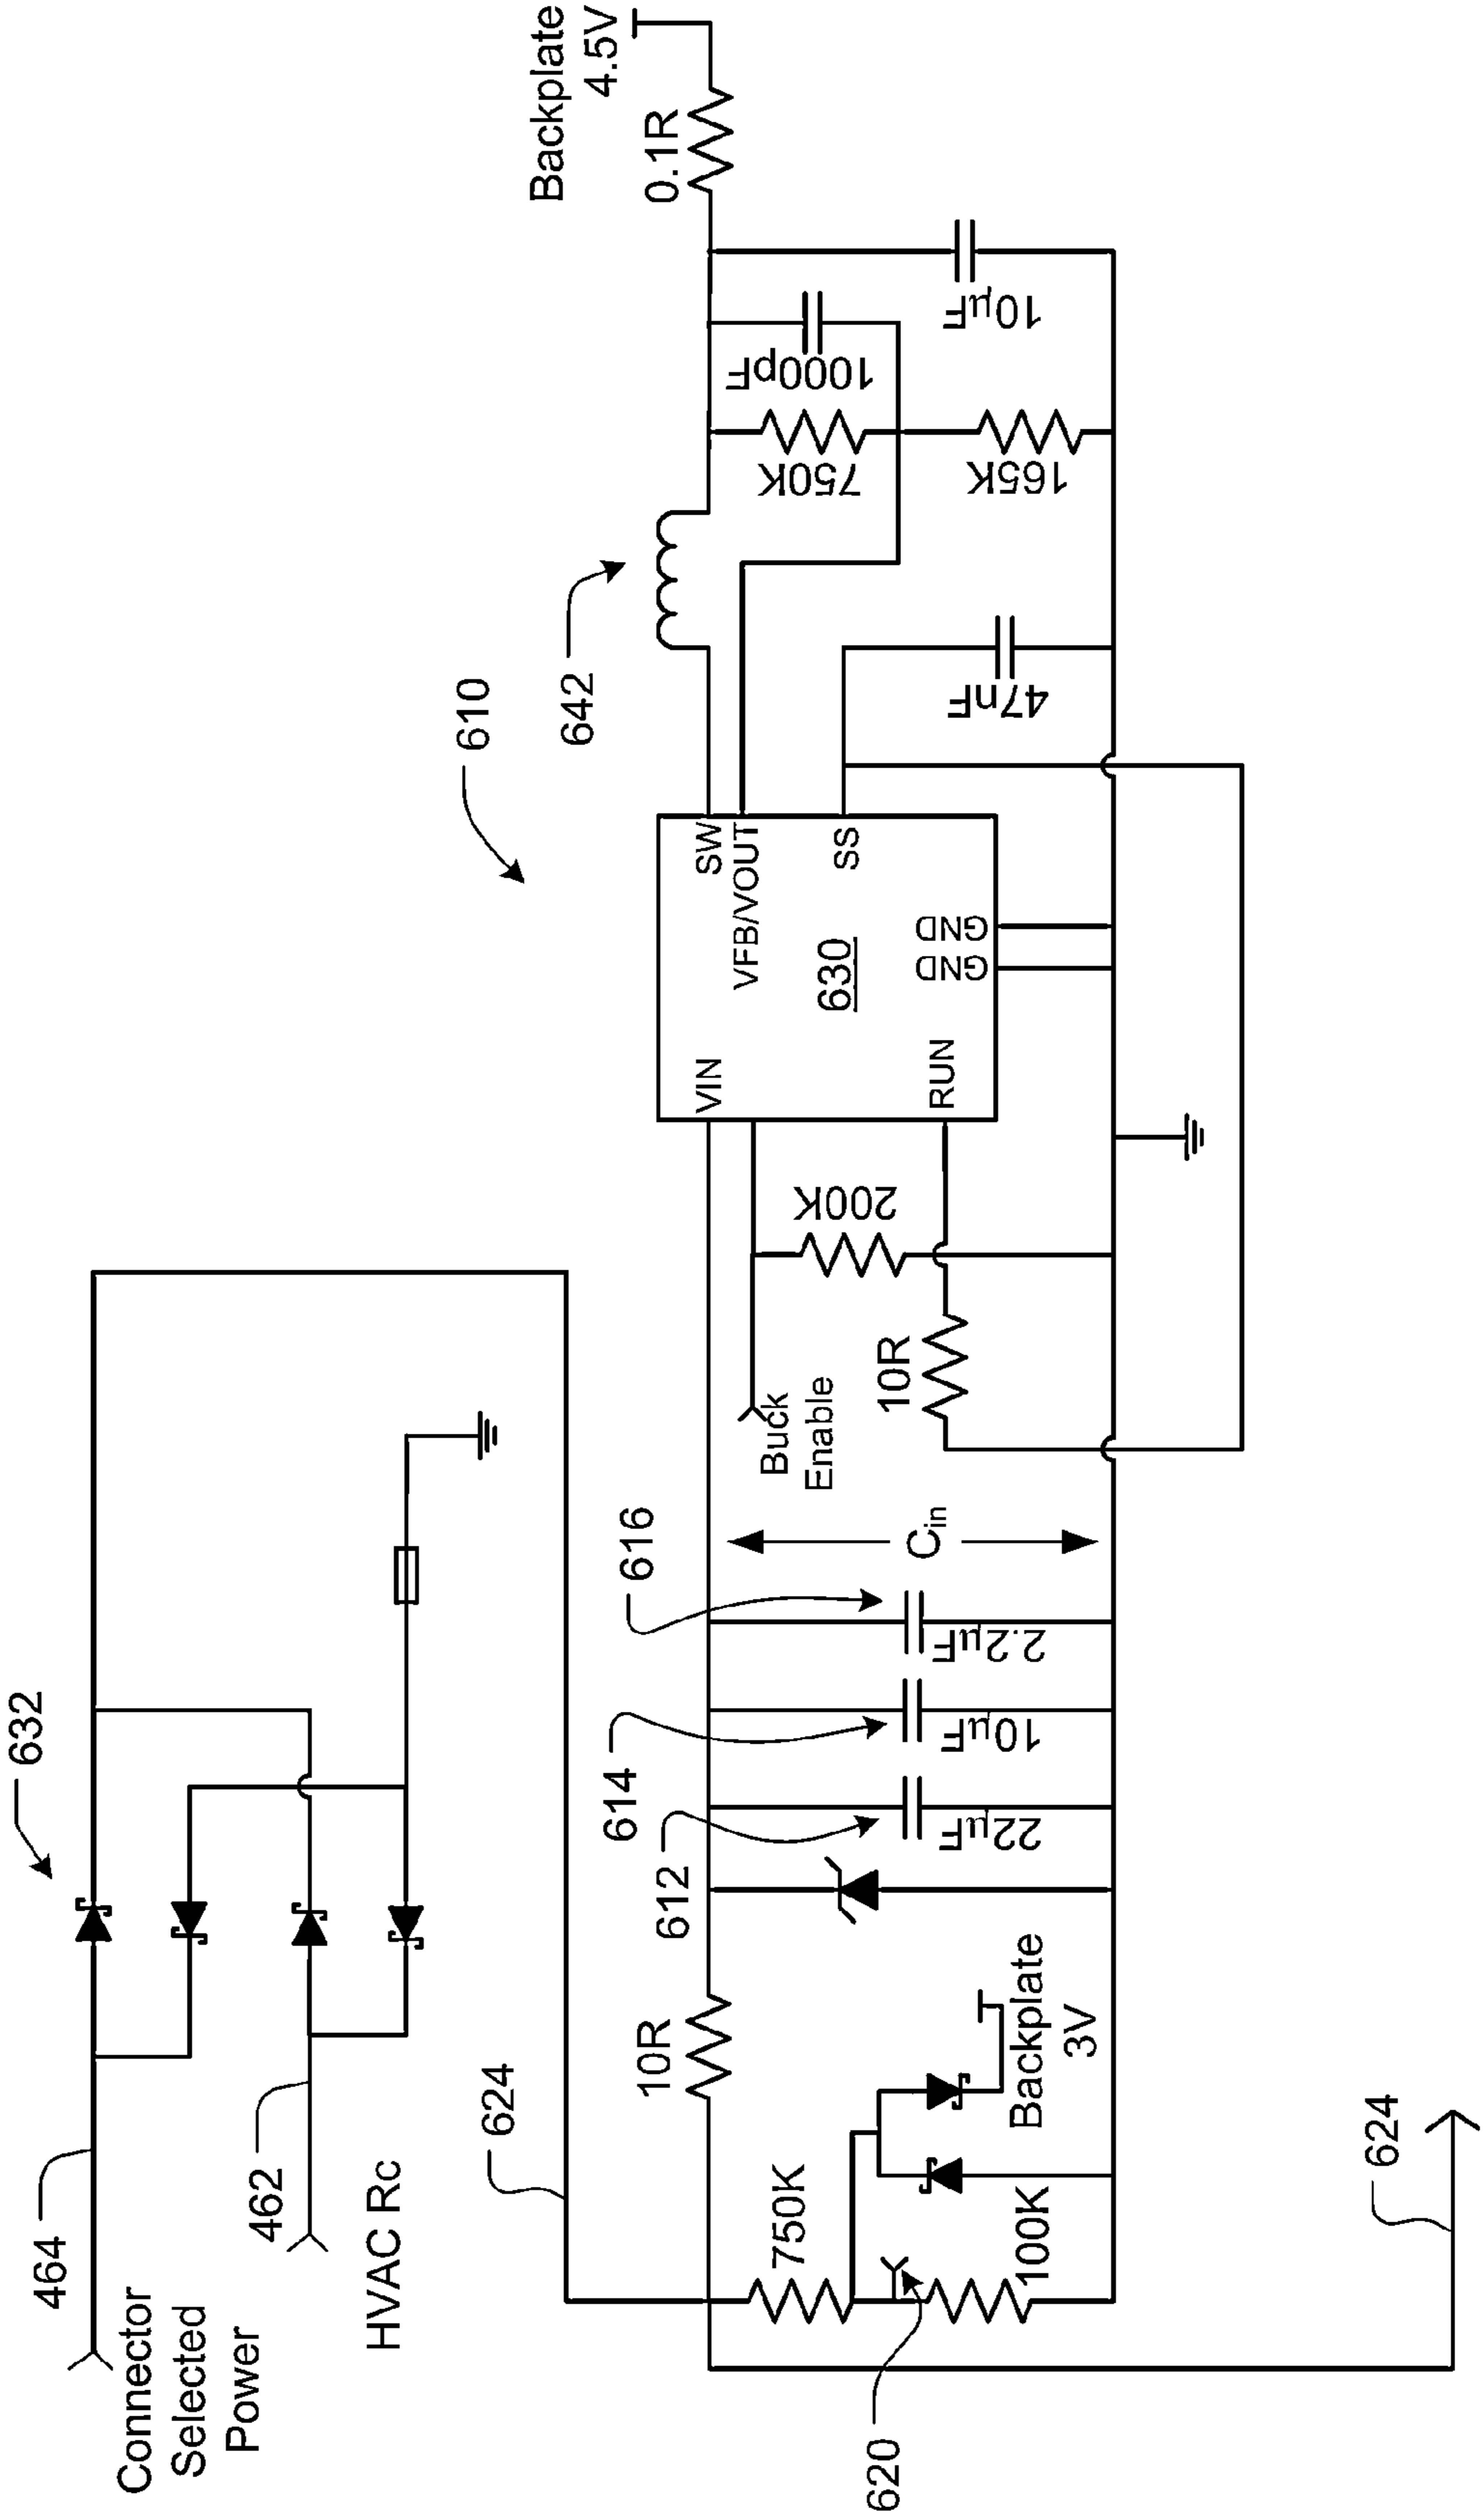 632
464
Connector
Selected
Power
462
HVAC Rc
624
610
642
Backplate
4.5V
0.1R
10R
612
614
616
22µF
10µF
2.2µF
Cin
Buck
Enable
200K
10R
VIN
SW
VFB/VOUT
SS
630
RUN
GND
GND
750K
1000pF
165K
10µF
47nF
750K
100K
Backplate
3V
620
624